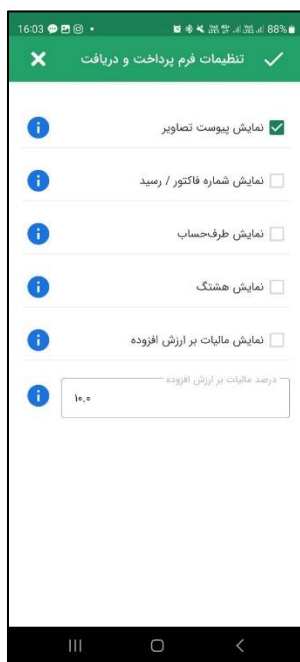 16:03 88%
تنظیمات فرم پرداخت و دریافت
نمایش پیوست تصاویر
نمایش شماره فاکتور / رسید
نمایش طرف‌حساب
نمایش هشتگ
نمایش مالیات بر ارزش افزوده
درصد مالیات بر ارزش افزوده
۱۰.۰